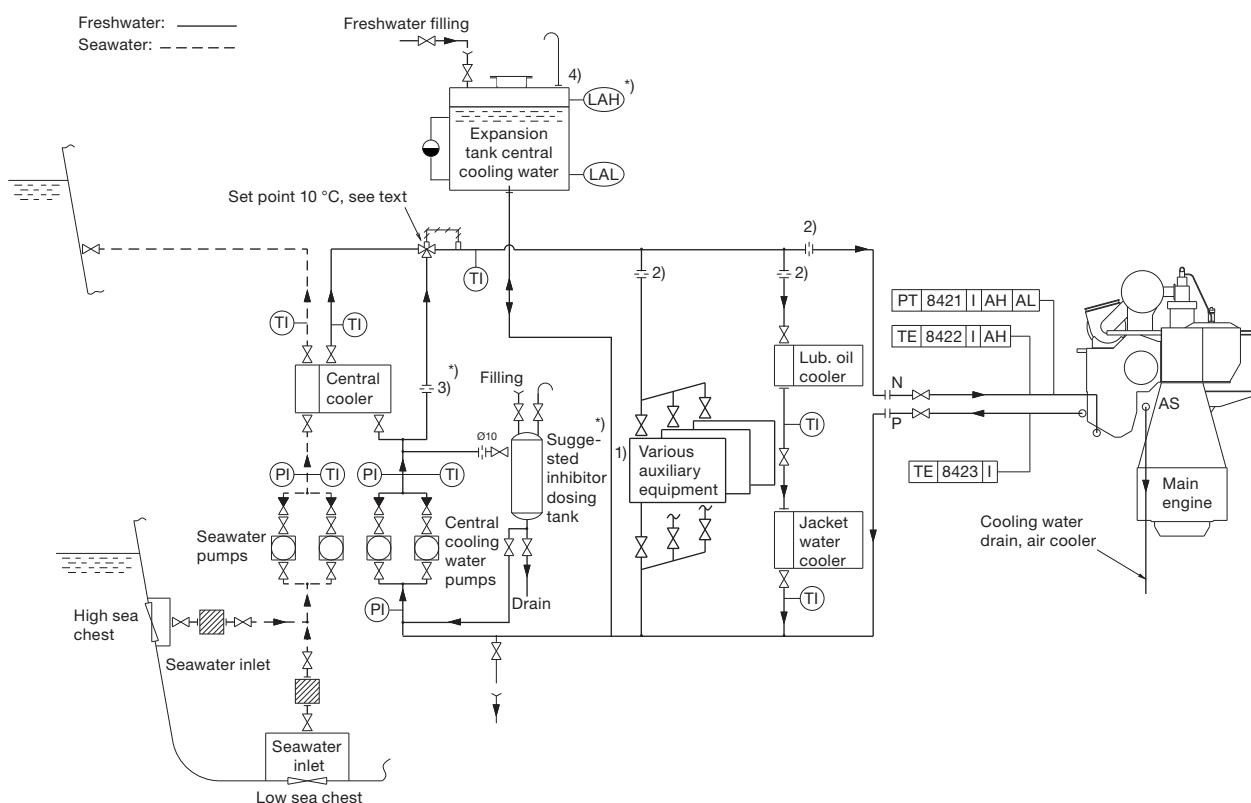 Freshwater:
Seawater:
Freshwater filling
4)
LAH
*)
Expansion
tank central
cooling water
LAL
Set point 10 °C, see text
2)
TI
2)
2)
PT 8421 I AH AL
TE 8422 I AH
TI
TI
Lub. oil
cooler
Central
cooler
3)
*)
Filling
N
P
AS
*)
Ø10
Sugge-
sted
inhibitor
dosing
tank
TI
1)
Various
auxiliary
equipment
PI
TI
PI
TI
TE 8423 I
Main
engine
Seawater
pumps
Central
cooling
water
pumps
Jacket
water
cooler
Cooling water
drain, air cooler
Drain
PI
TI
High sea
chest
Seawater inlet
Seawater
inlet
Low sea chest